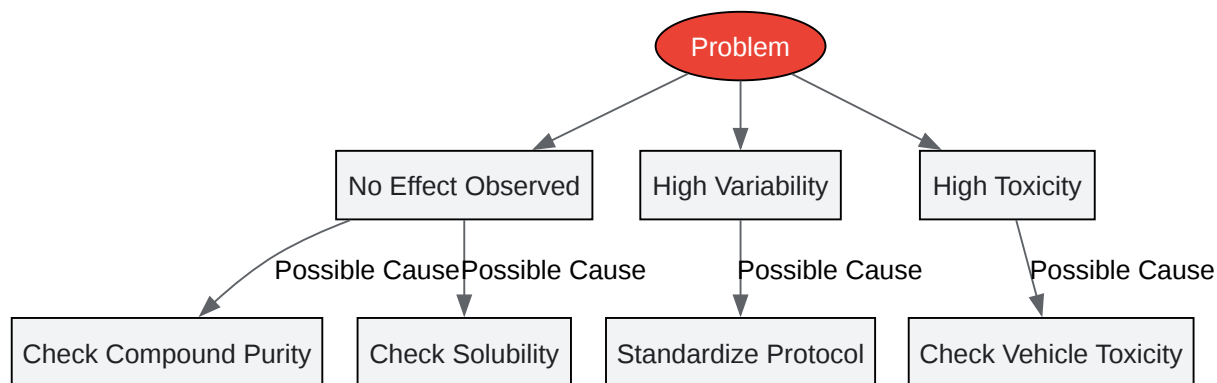 Problem
No Effect Observed
High Variability
High Toxicity
Possible Cause
Possible Cause
Possible Cause
Possible Cause
Check Compound Purity
Check Solubility
Standardize Protocol
Check Vehicle Toxicity